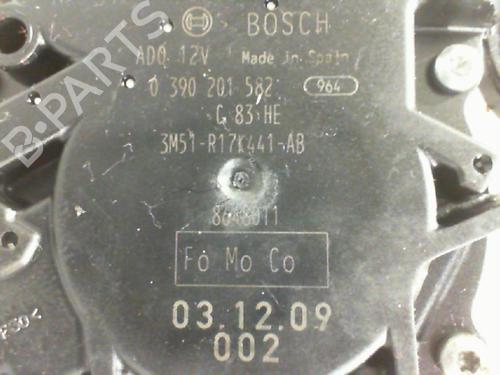 BOSCH
ADQ 12V Made in Spain
0 390 201 582 964
C 83 HE
3M51-R17K441-AB
Fo Mo Co
03.12.09
002
B-PARTS